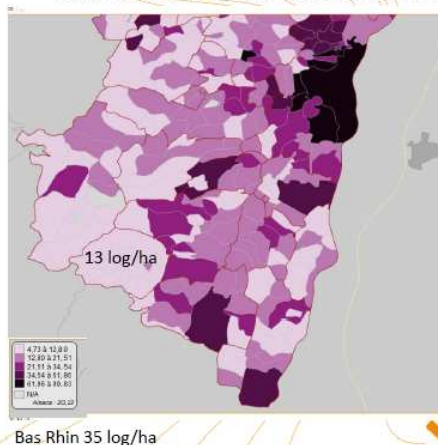 13 log/ha
4,73 à 12,80
12,80 à 21,51
21,51 à 34,54
34,54 à 61,86
61,86 à 80,83
N/A
Bas Rhin 35 log/ha